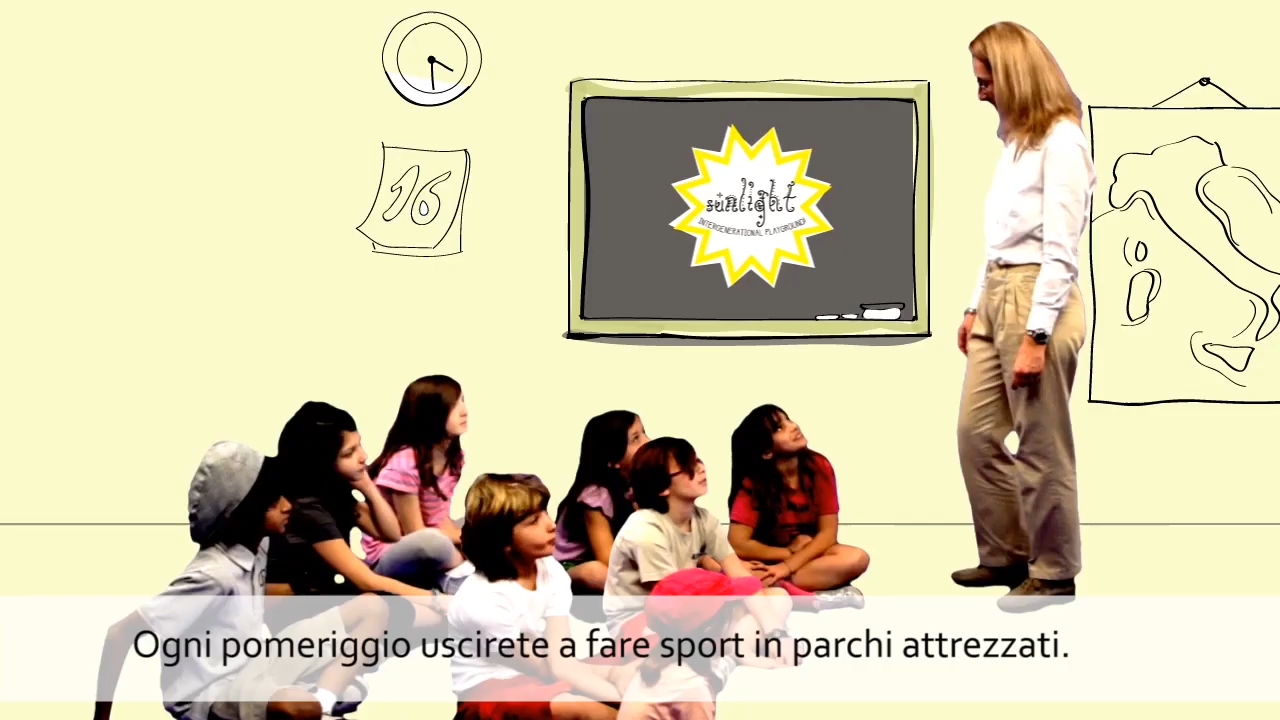 16
sunlight
INTERGENERATIONAL PLAYGROUND
Ogni pomeriggio uscirete a fare sport in parchi attrezzati.